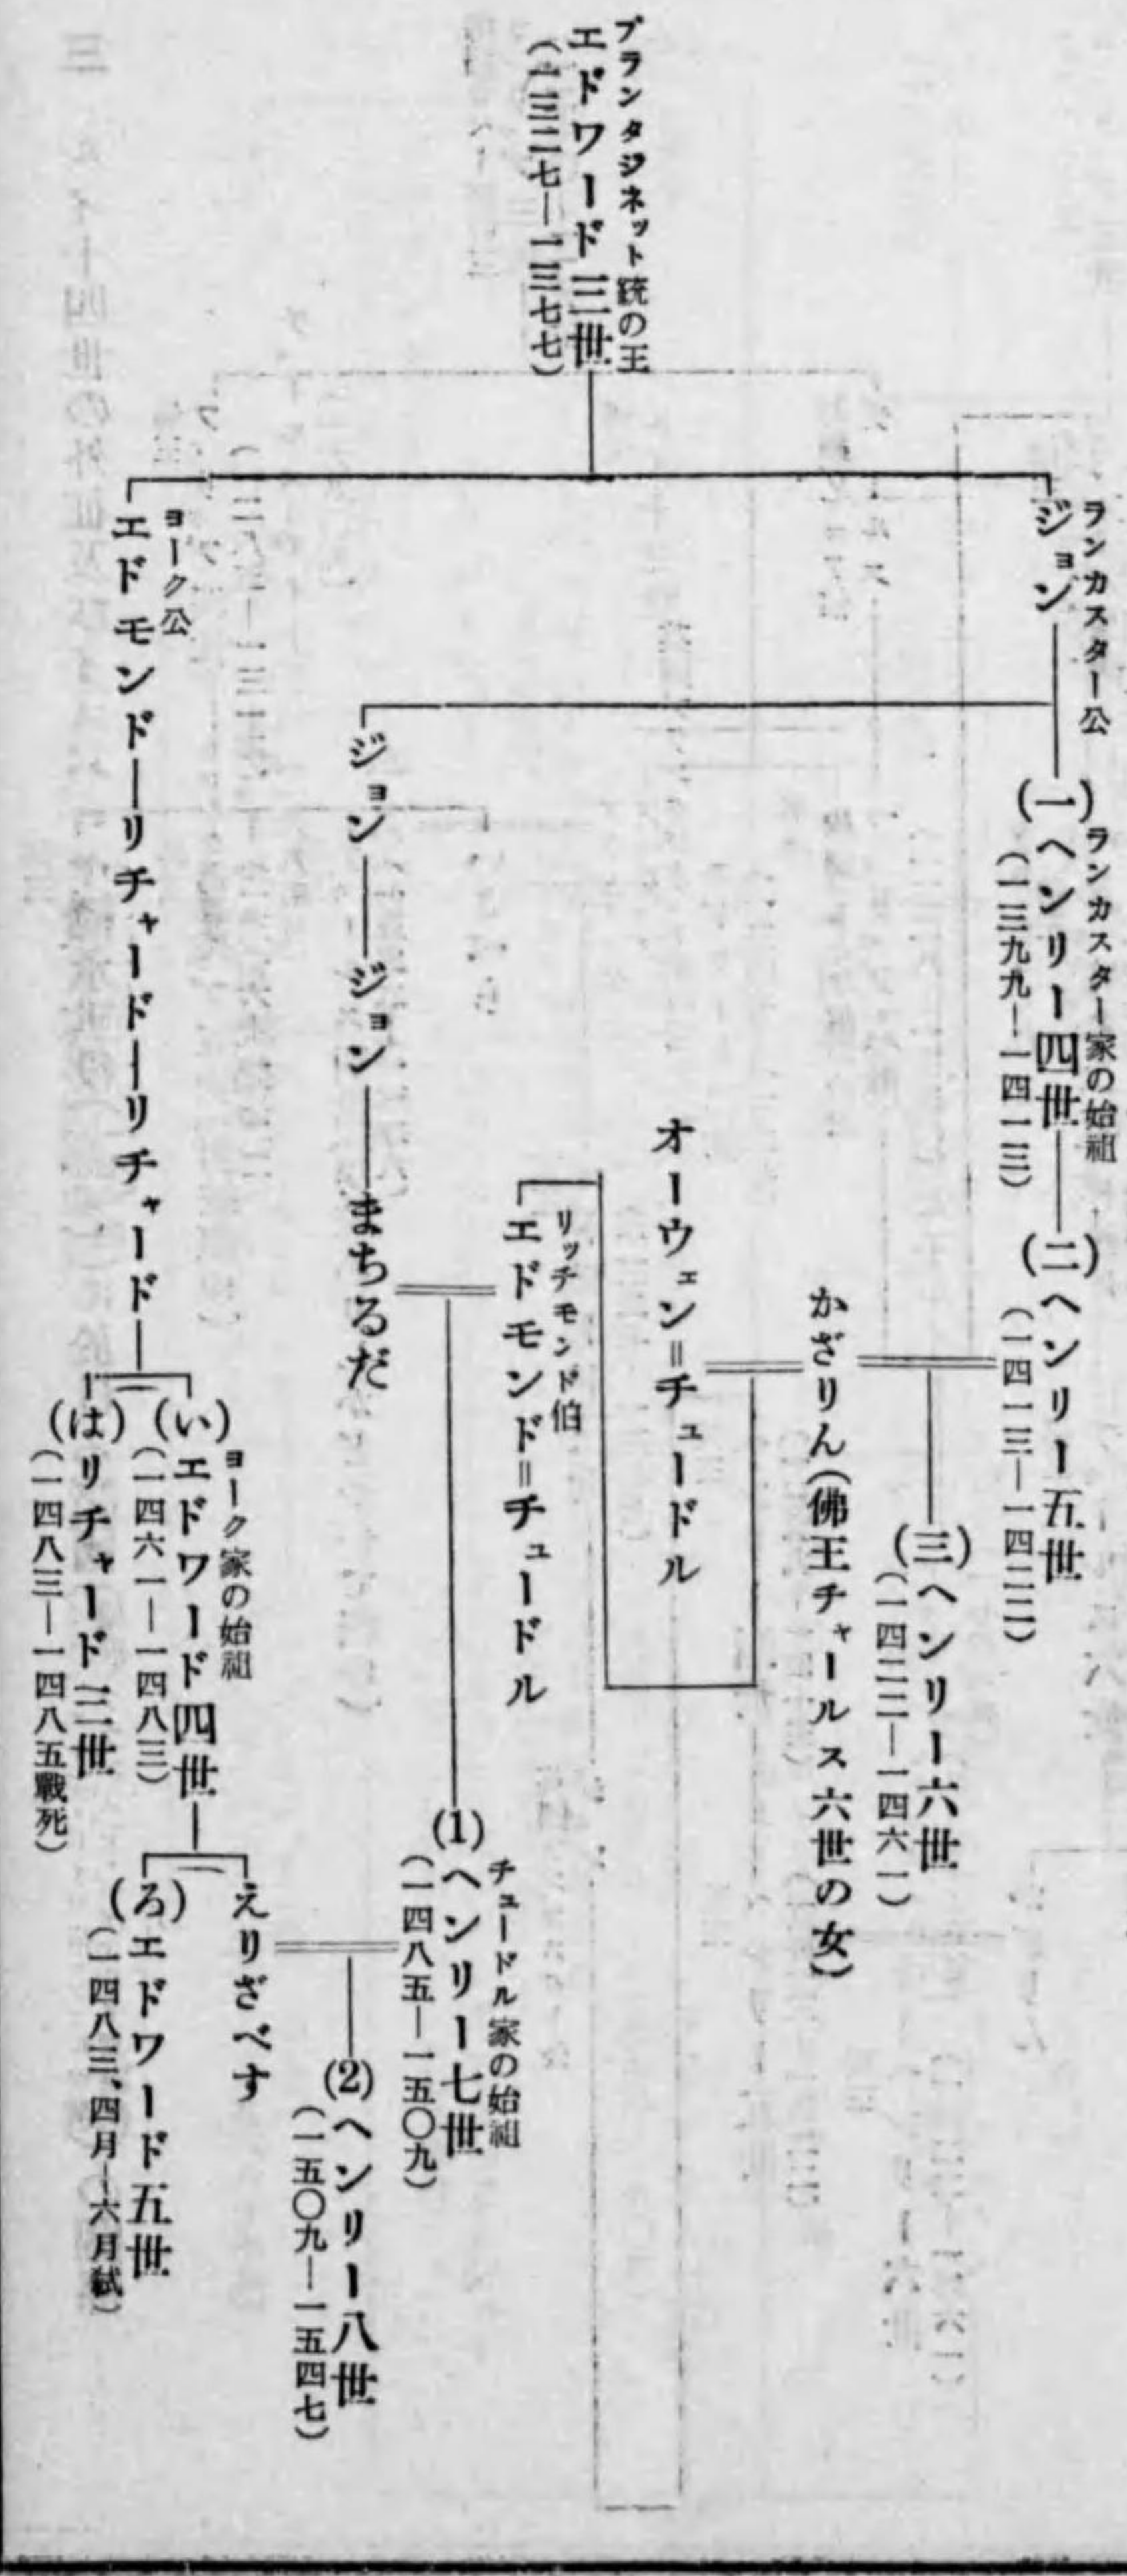 プランタジネット統の王
エドワード三世
(一三二七―一三七七)
ランカスター公
ジョン
ランカスター家の始祖
(一)ヘンリー四世
(一三九九―一四一三)
(二)ヘンリー五世
(一四一三―一四二二)
(三)ヘンリー六世
(一四二二―一四六一)
かざりん(佛王チャールス六世の女)
オーウェン=チュードル
リッチモンド伯
エドモンド=チュードル
ジョン―ジョン―まちるだ
チュードル家の始祖
(1)ヘンリー七世
(一四八五―一五〇九)
(2)ヘンリー八世
(一五〇九―一五四七)
ヨーク公
エドモンド―リチャード―リチャード
ヨーク家の始祖
(い)エドワード四世
(一四六一―一四八三)
(は)リチャード三世
(一四八三―一四八五戰死)
えりざべす
(ろ)エドワード五世
(一四八三、四月―六月弑)